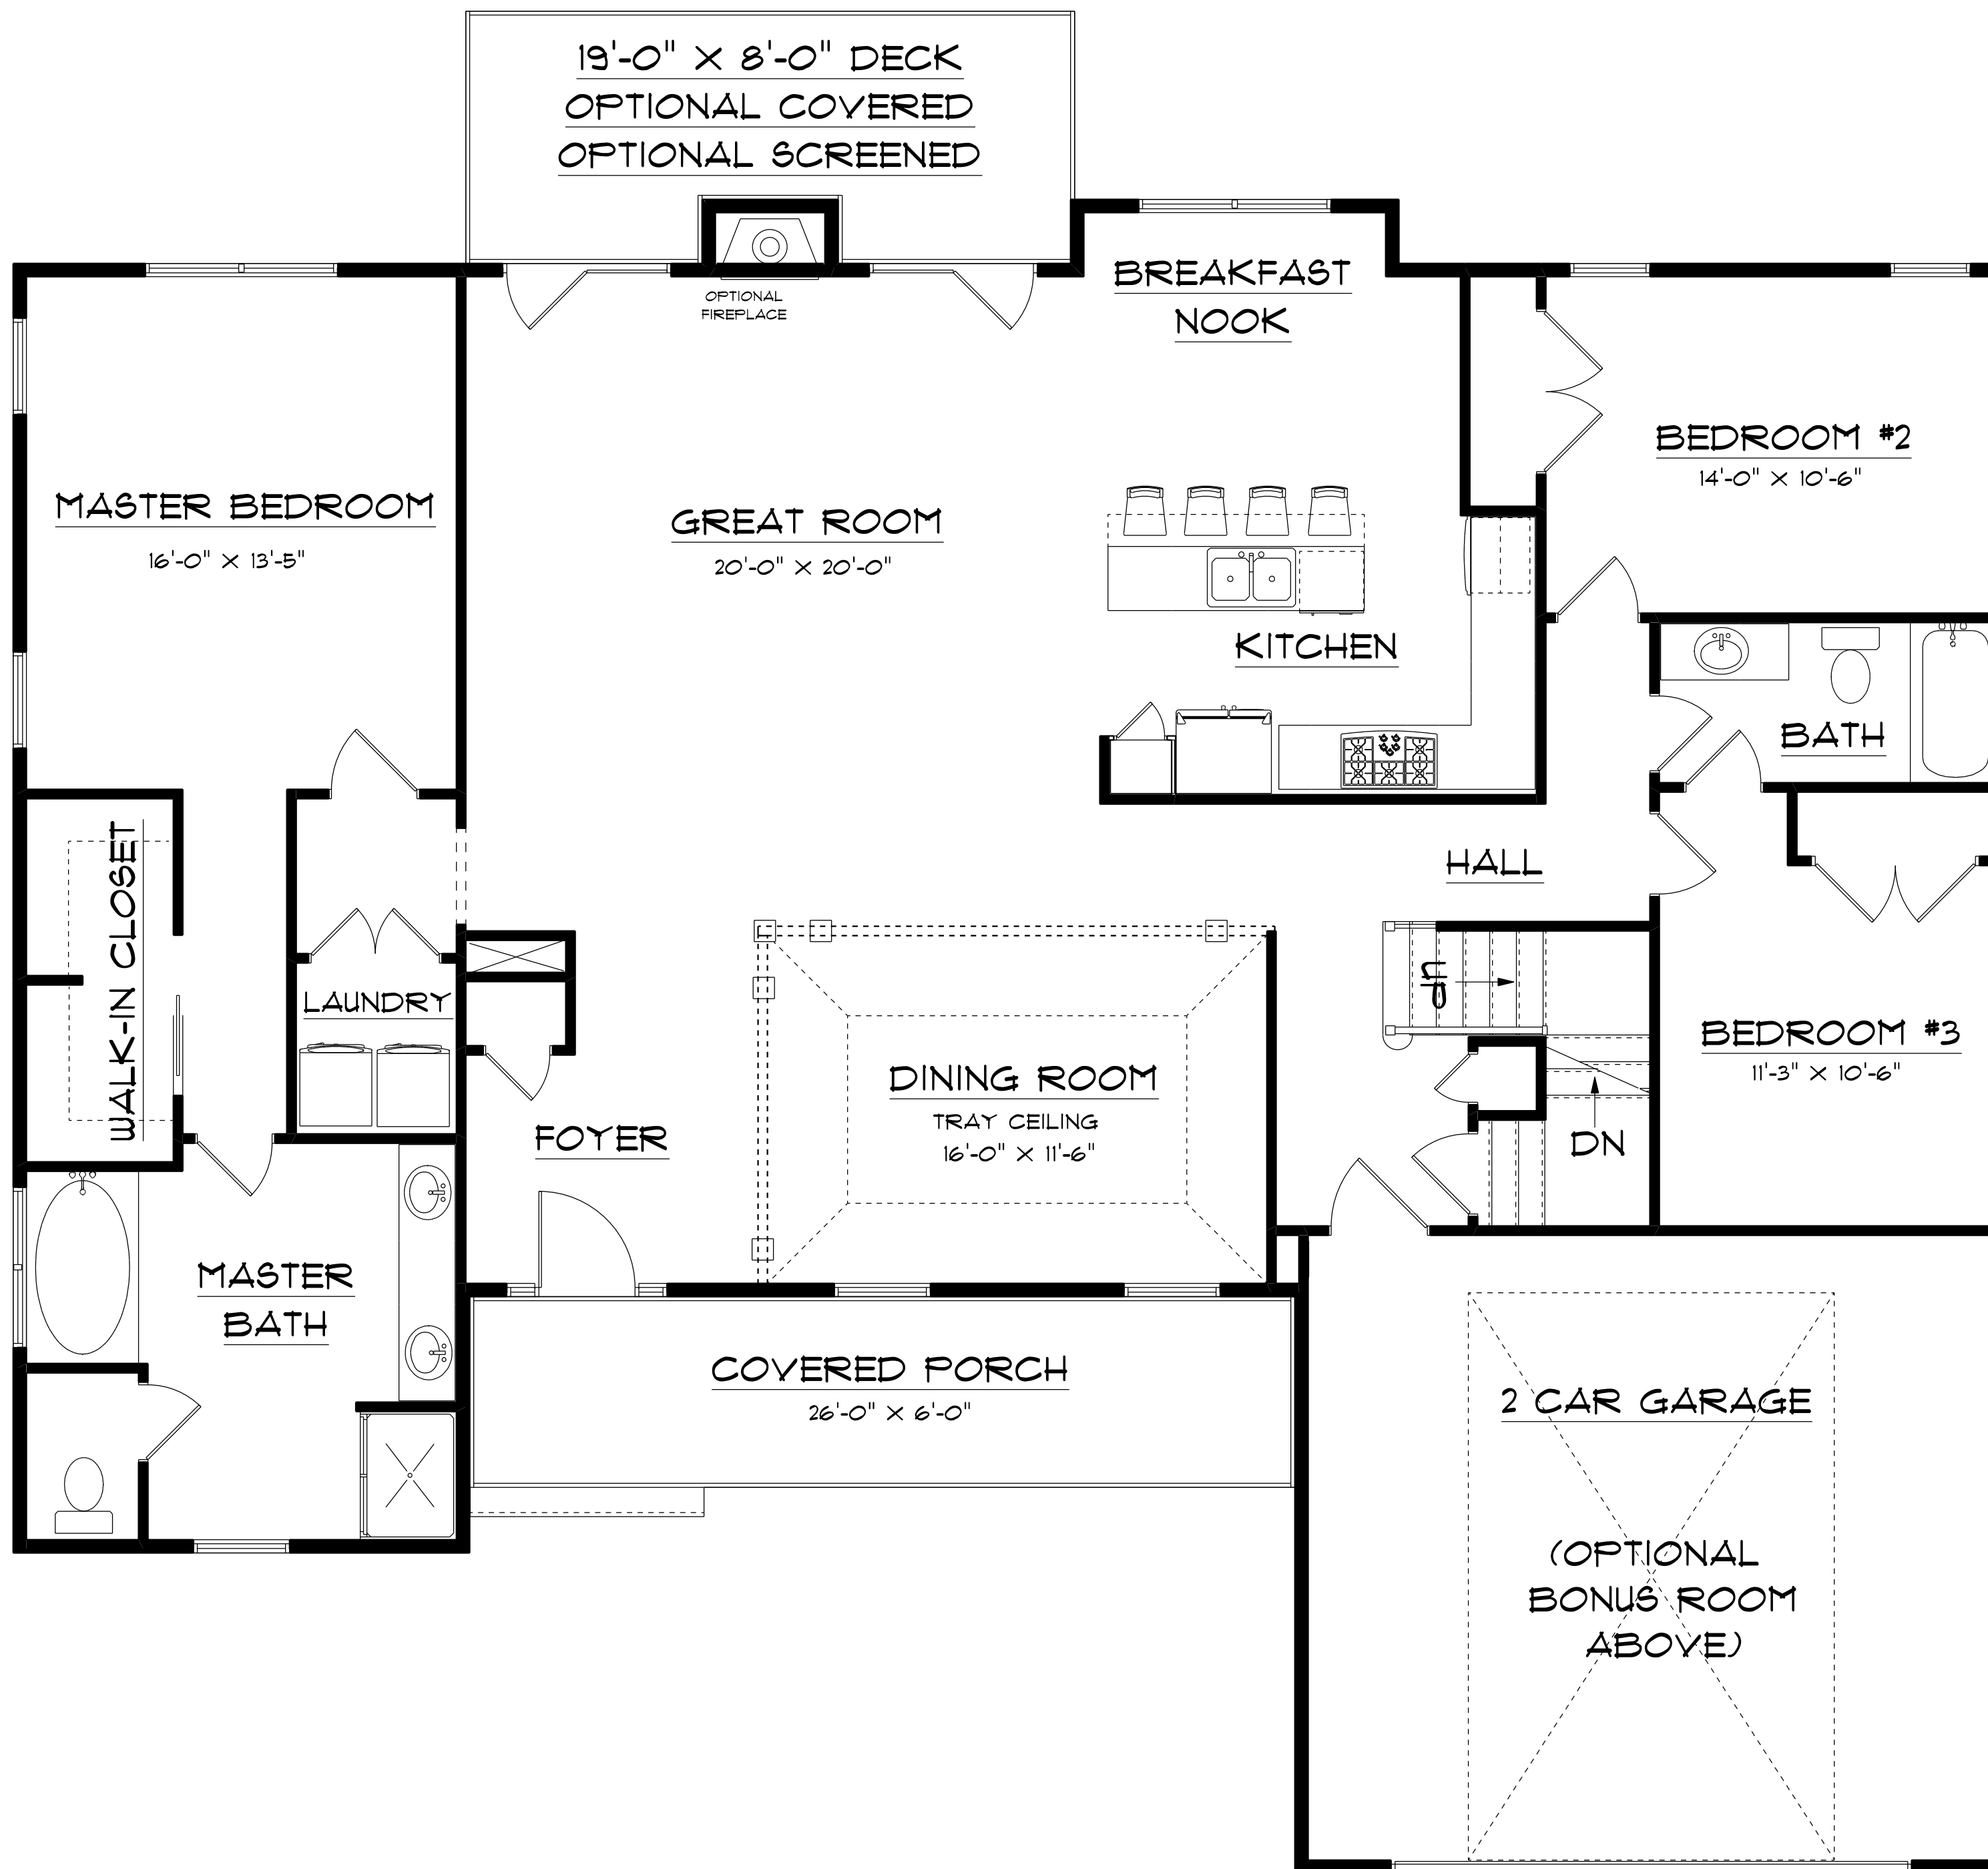 19'-0" X 8'-0" DECK
OPTIONAL COVERED
OPTIONAL SCREENED
OPTIONAL
FIREPLACE
BREAKFAST
NOOK
MASTER BEDROOM
16'-0" X 13'-5"
GREAT ROOM
20'-0" X 20'-0"
BEDROOM #2
14'-0" X 10'-6"
KITCHEN
BATH
HALL
WALK-IN CLOSET
LAUNDRY
UP
BEDROOM #3
11'-3" X 10'-6"
DINING ROOM
TRAY CEILING
16'-0" X 11'-6"
FOYER
DN
MASTER
BATH
COVERED PORCH
26'-0" X 6'-0"
2 CAR GARAGE
(OPTIONAL
BONUS ROOM
ABOVE)